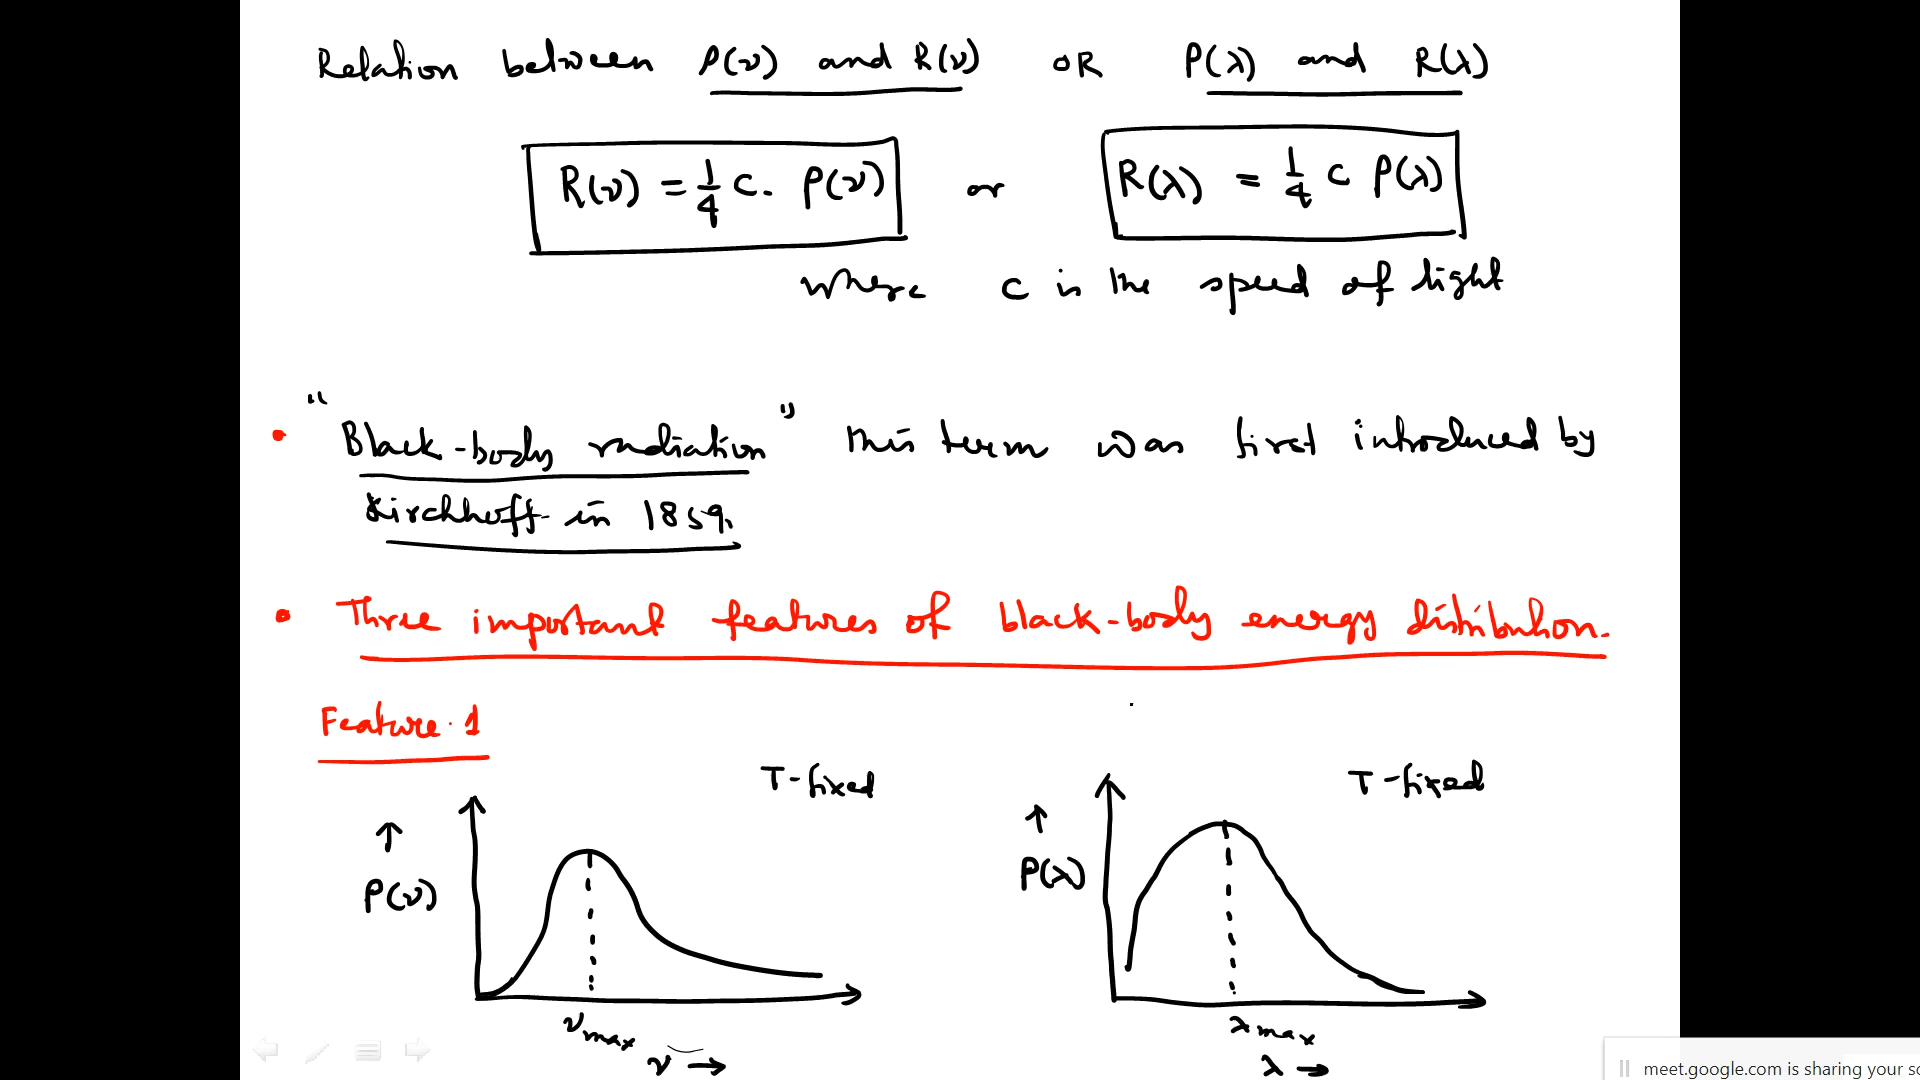 Relation between ρ(ν) and R(ν) OR ρ(λ) and R(λ)
R(ν) = 1/4 c. ρ(ν) or R(λ) = 1/4 c ρ(λ)
where c is the speed of light
• "Black-body radiation" this term was first introduced by
Kirchhoff in 1859.
• Three important features of black-body energy distribution.
Feature.1
T-fixed
↑
ρ(ν)
ν max
ν →
T-fixed
↑
ρ(λ)
λ max
λ →
meet.google.com is sharing your sc